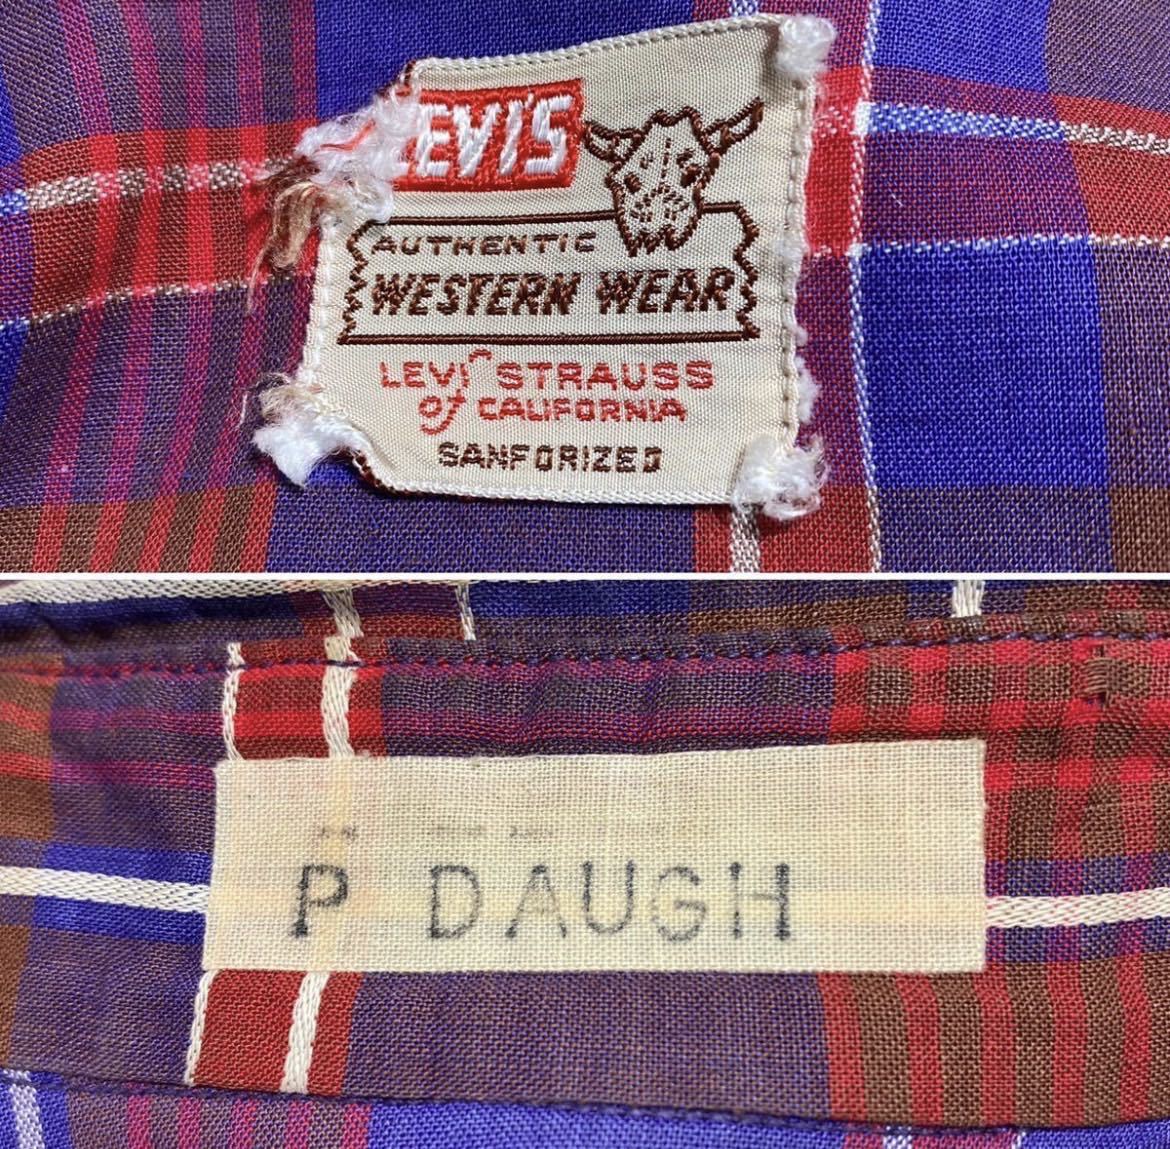 LEVI'S
AUTHENTIC
WESTERN WEAR
LEVI STRAUSS
of CALIFORNIA
SANFORIZED
P DAUGH